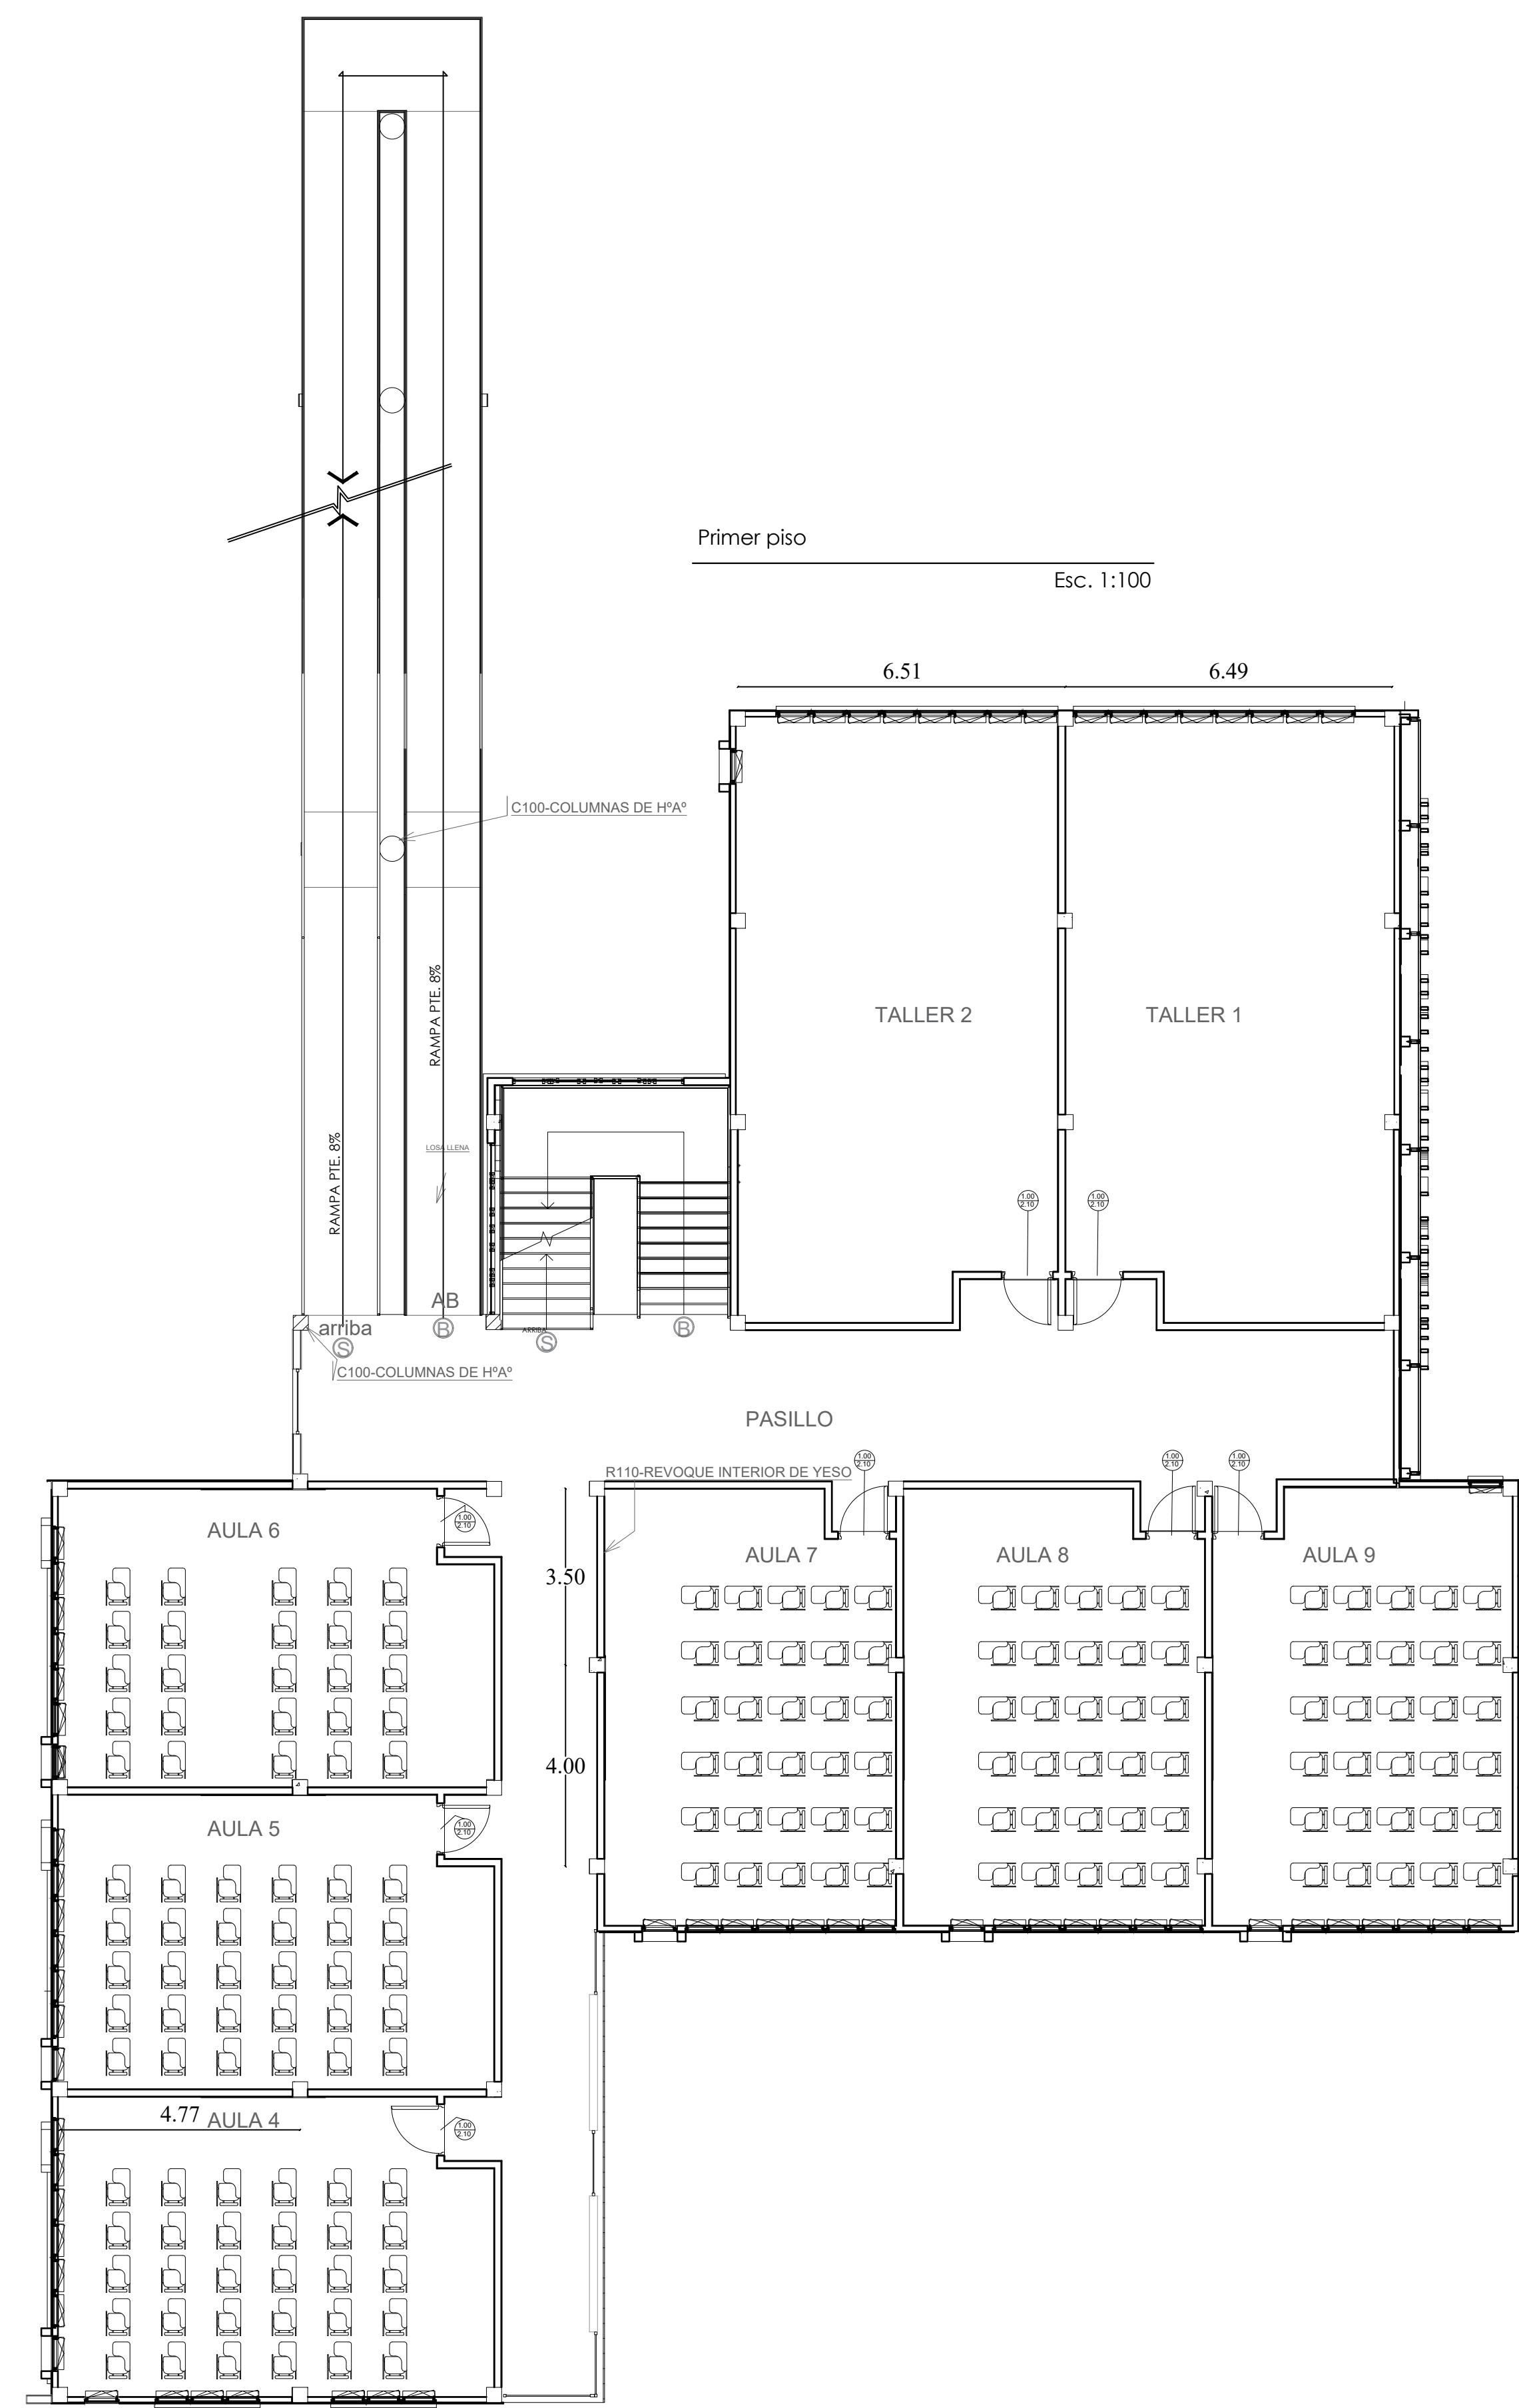 Primer piso
Esc. 1:100
6.51
6.49
C100-COLUMNAS DE HºAº
RAMPA PTE. 8%
TALLER 2
TALLER 1
RAMPA PTE. 8%
LOSA LLENA
1.00
2.10
1.00
2.10
AB
B
arriba
S
ARRIBA
S
B
C100-COLUMNAS DE HºAº
PASILLO
R110-REVOQUE INTERIOR DE YESO
1.00
2.10
1.00
2.10
1.00
2.10
AULA 6
1.00
2.10
AULA 7
AULA 8
AULA 9
3.50
4.00
AULA 5
1.00
2.10
4.77
AULA 4
1.00
2.10